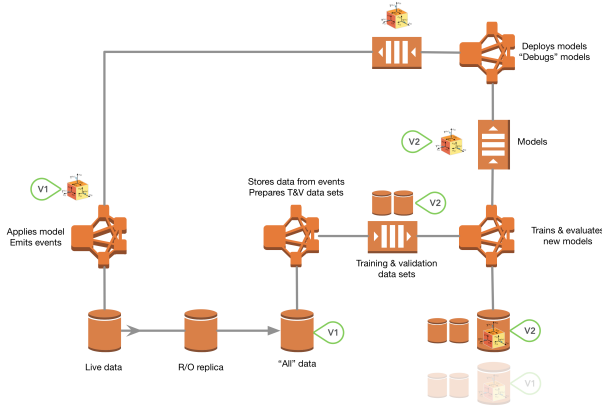 Deploys models
“Debugs” models
V2
Models
V1
Stores data from events
Prepares T&V data sets
V2
Applies model
Emits events
Trains & evaluates
new models
Training & validation
data sets
V1
V2
Live data
R/O replica
“All” data
V1